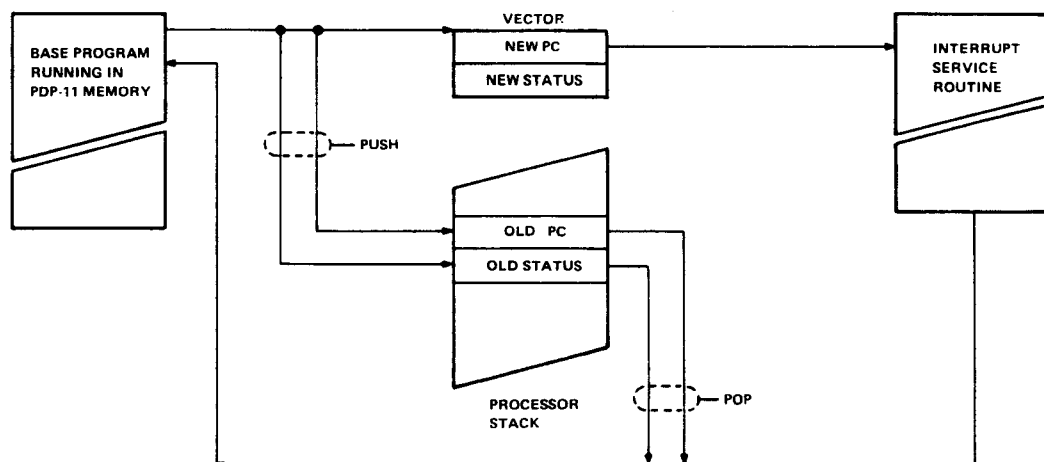 BASE PROGRAM
RUNNING IN
PDP-11 MEMORY
VECTOR
NEW PC
NEW STATUS
INTERRUPT
SERVICE
ROUTINE
PUSH
OLD PC
OLD STATUS
PROCESSOR
STACK
POP